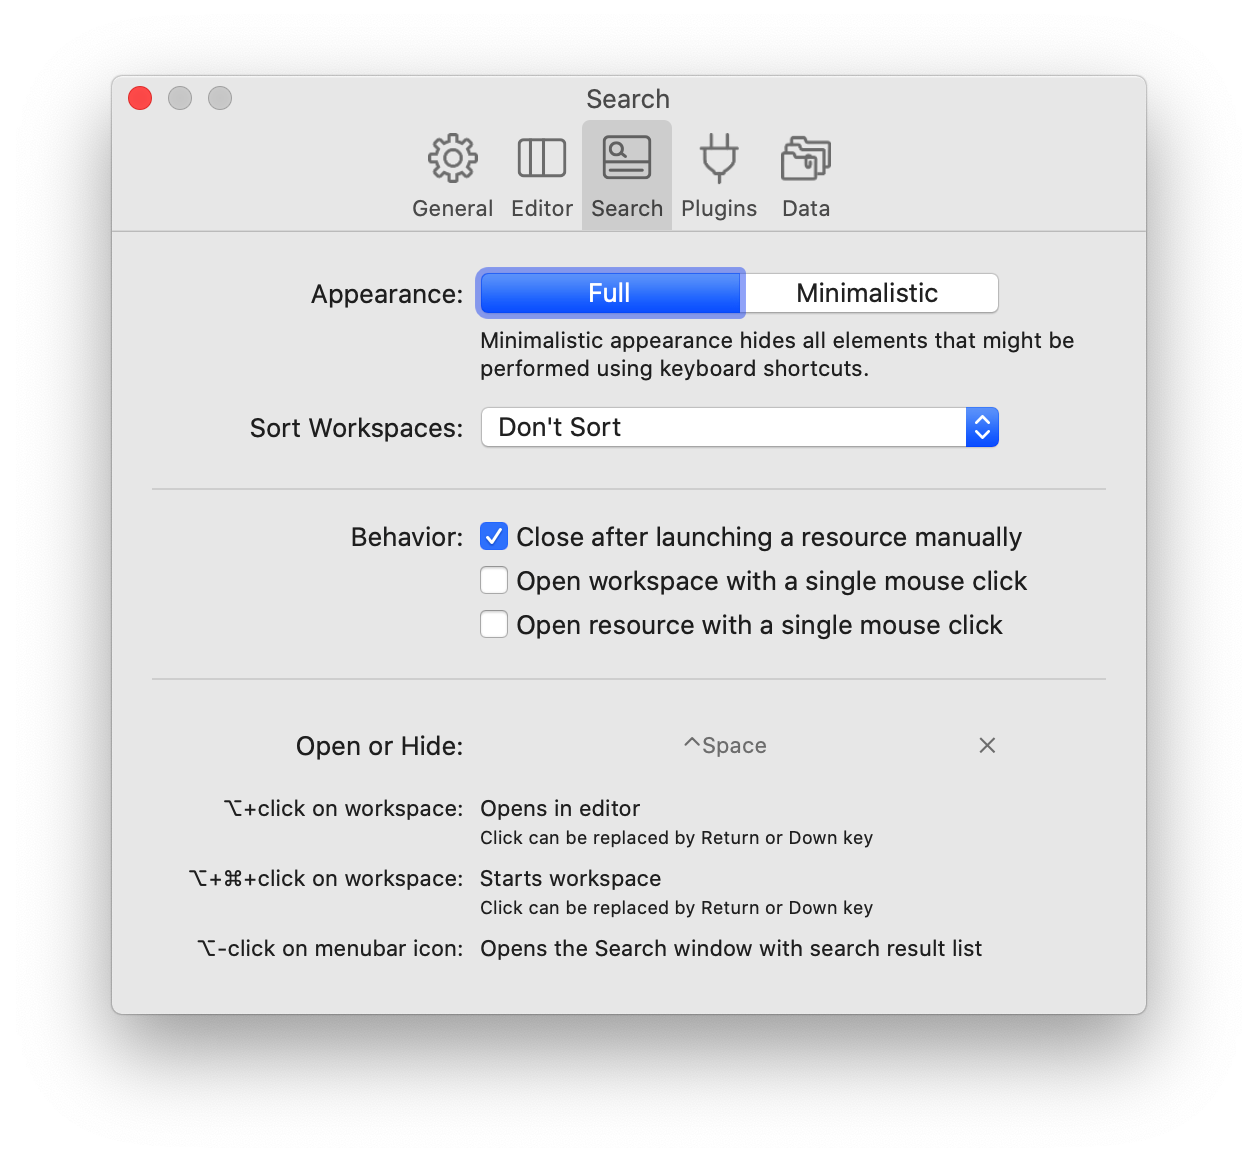 Search
General Editor Search Plugins Data
Appearance: Full Minimalistic
Minimalistic appearance hides all elements that might be
performed using keyboard shortcuts.
Sort Workspaces: Don't Sort
Behavior: Close after launching a resource manually
Open workspace with a single mouse click
Open resource with a single mouse click
Open or Hide: ^Space
⌥+click on workspace: Opens in editor
Click can be replaced by Return or Down key
⌥+⌘+click on workspace: Starts workspace
Click can be replaced by Return or Down key
⌥-click on menubar icon: Opens the Search window with search result list